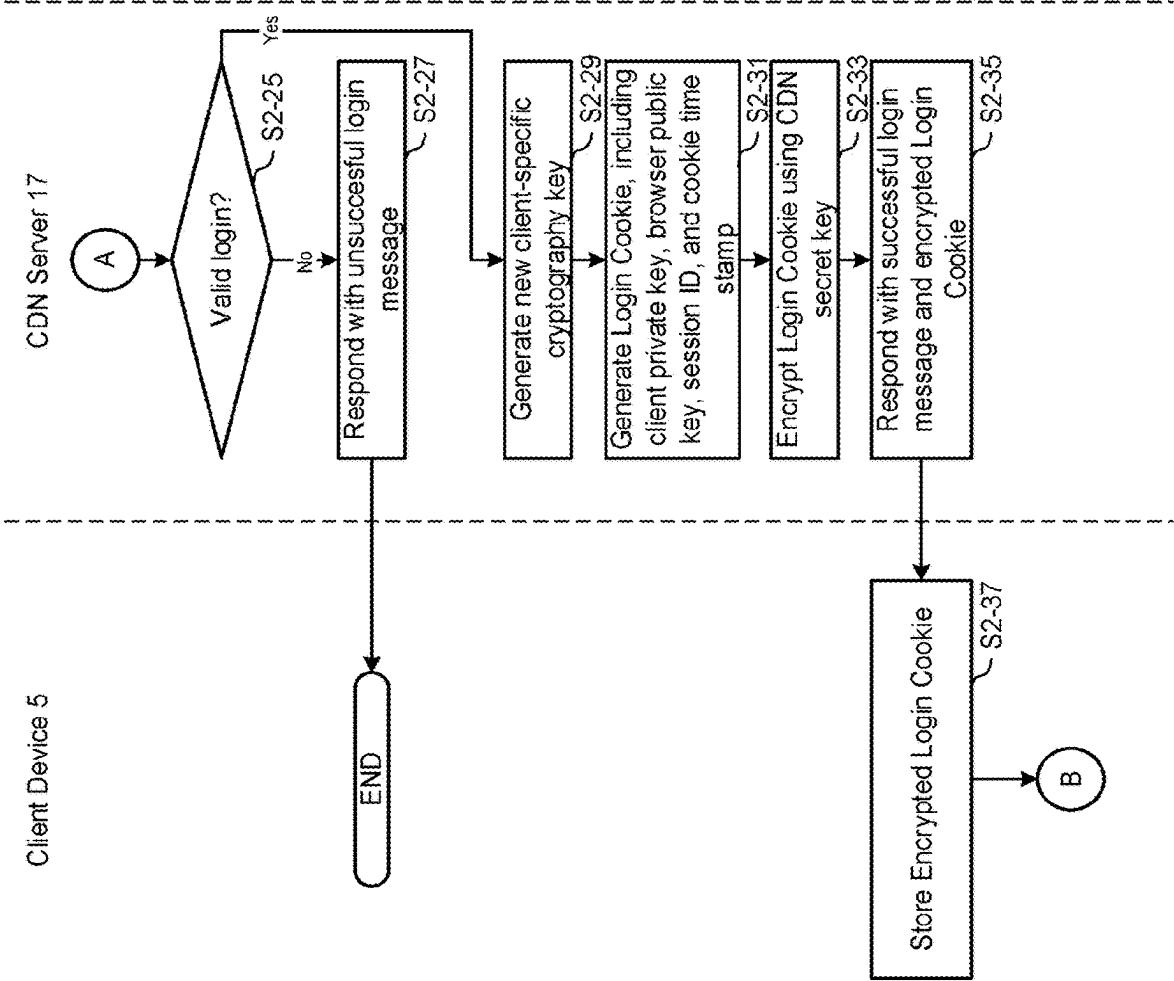 Client Device 5
CDN Server 17
A
Valid login?
S2-25
Yes
No
Respond with unsuccesful login
message
S2-27
END
Generate new client-specific
cryptography key
S2-29
Generate Login Cookie, including
client private key, browser public
key, session ID, and cookie time
stamp
S2-31
Encrypt Login Cookie using CDN
secret key
S2-33
Respond with successful login
message and encrypted Login
Cookie
S2-35
Store Encrypted Login Cookie
S2-37
B